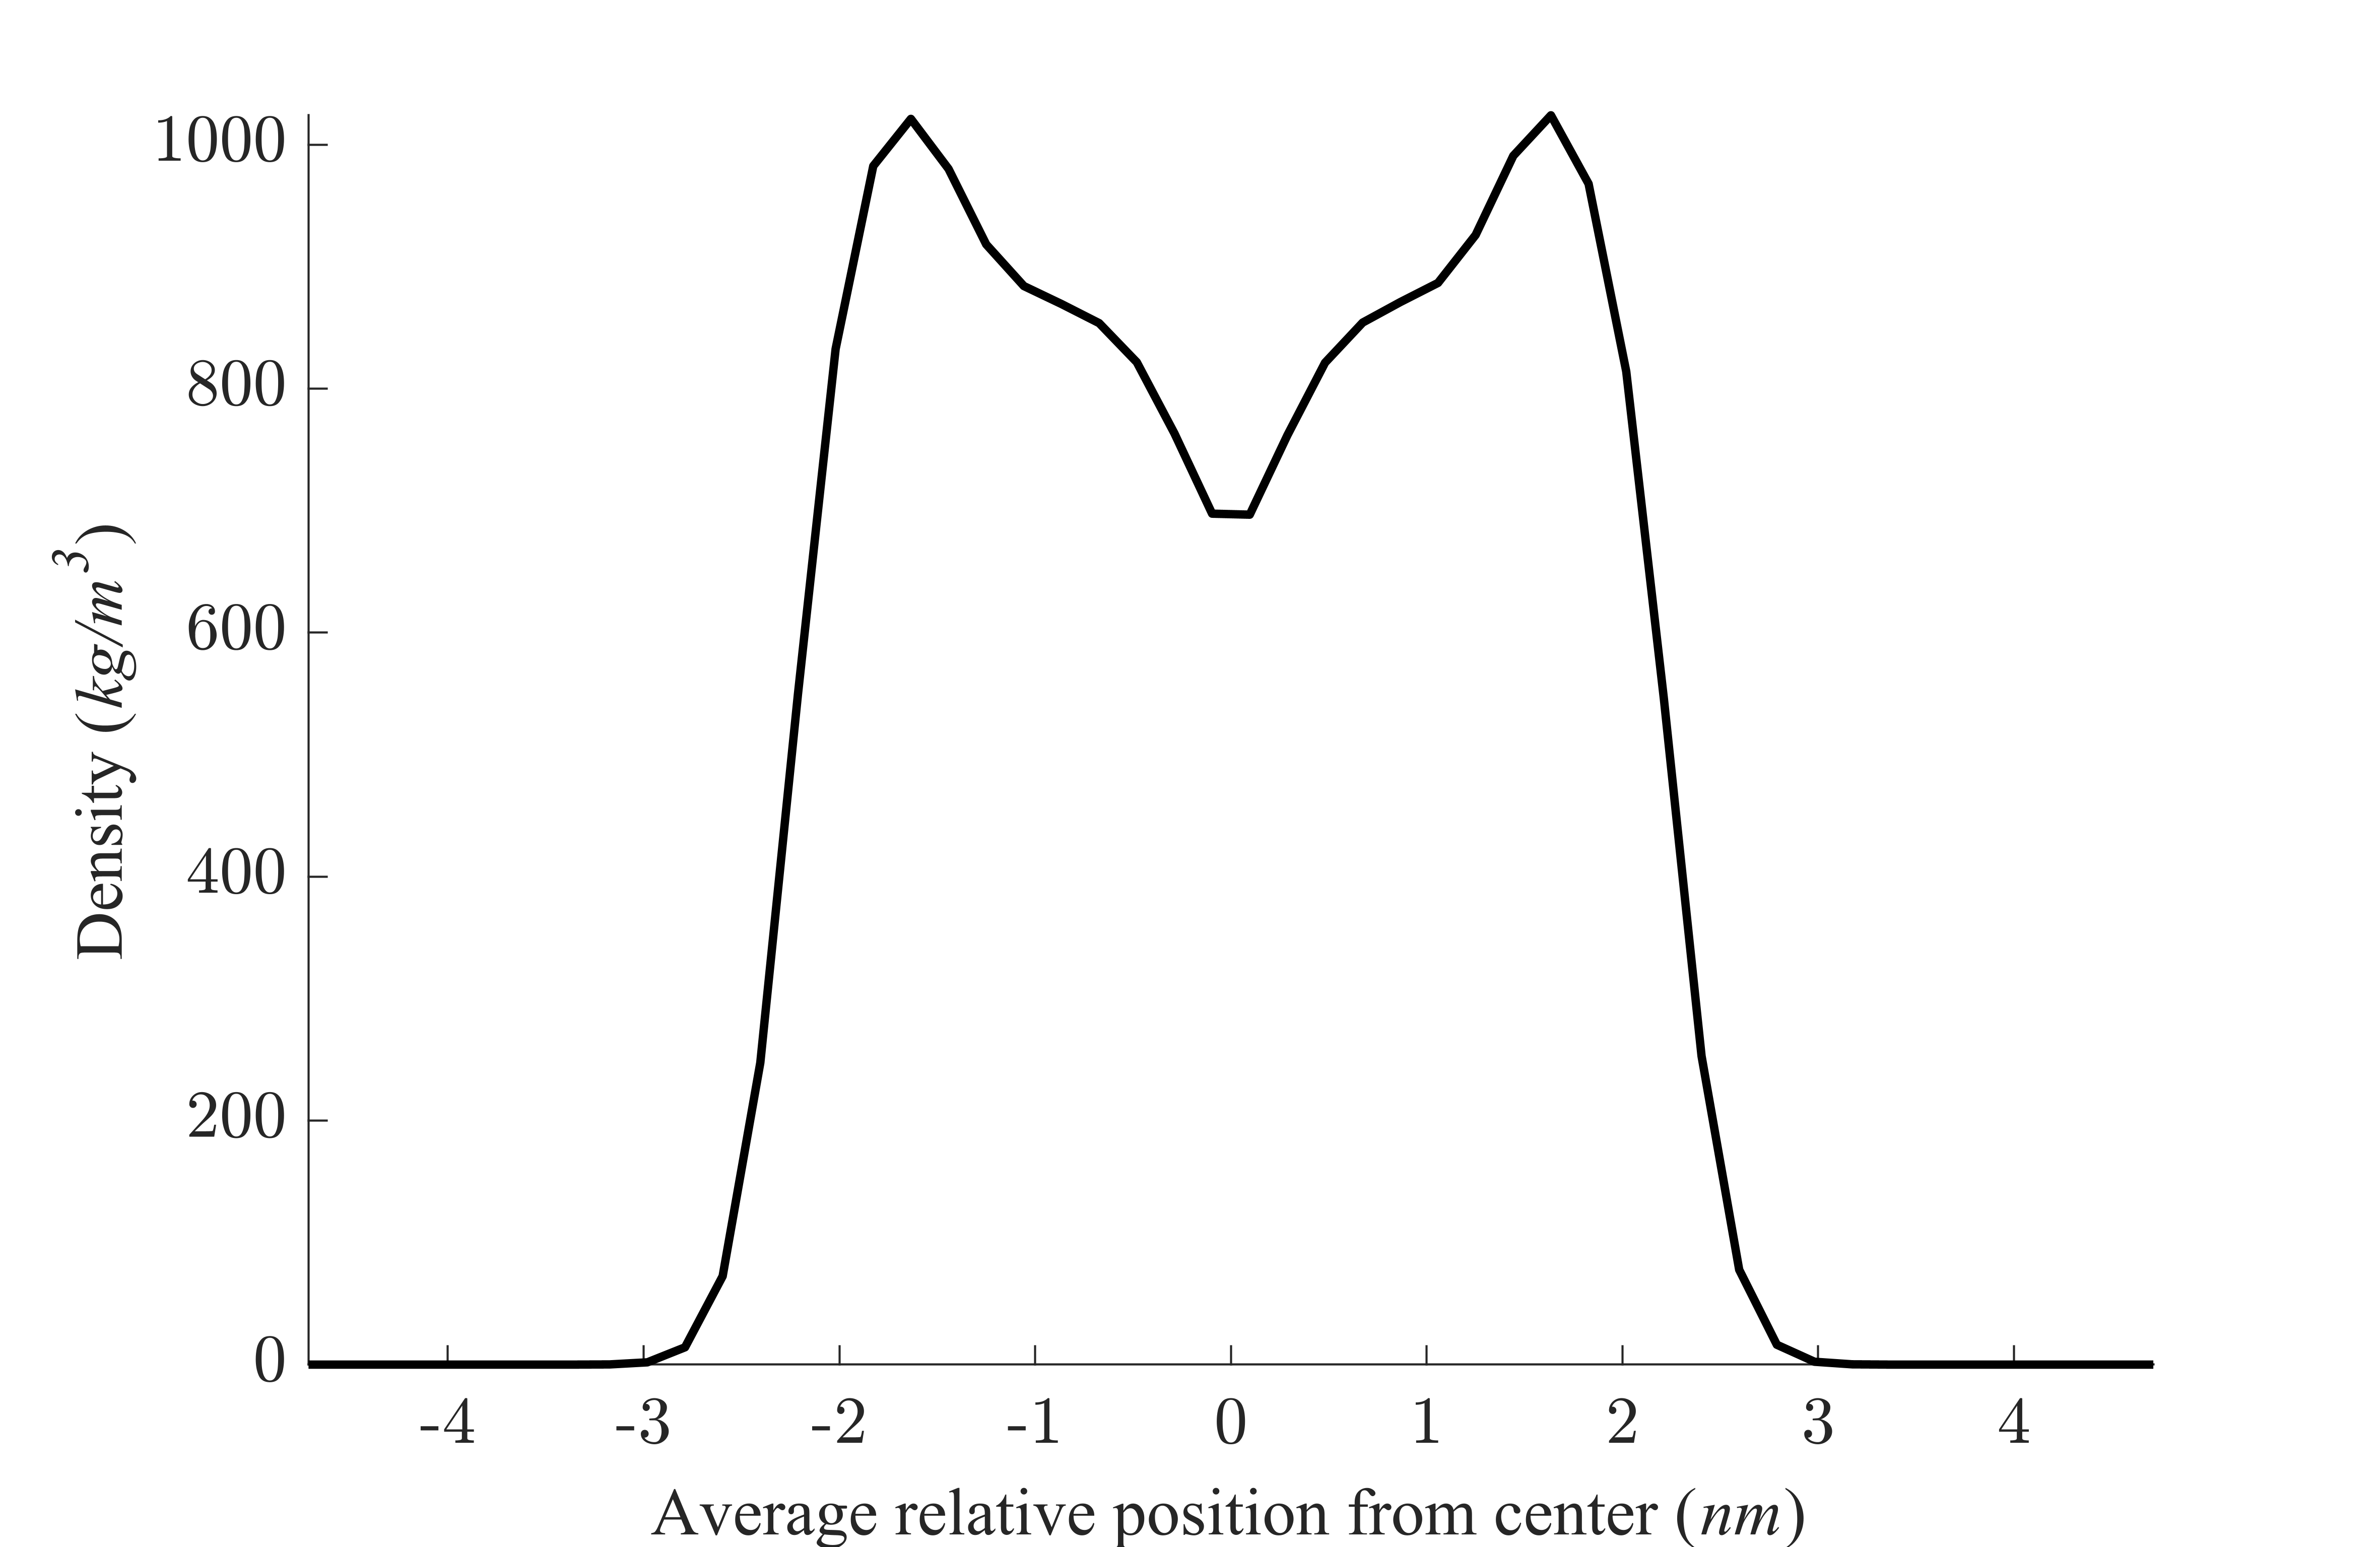 1000
800
600
400
200
0
Density (kg/m³)
-4 -3 -2 -1 0 1 2 3 4
Average relative position from center (nm)